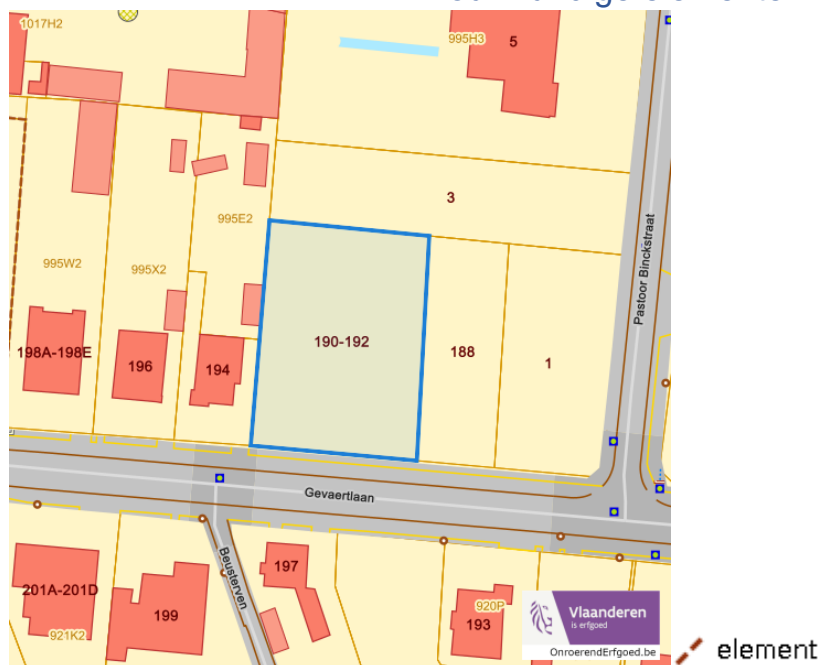 1017H2
995H3
5
3
995E2
995W2
995X2
Pastoor Binckstraat
190-192
198A-198E
196
194
188
1
Gevaertlaan
Beusterven
197
201A-201D
199
921K2
920P
193
Vlaanderen
is erfgoed
OnroerendErfgoed.be
element